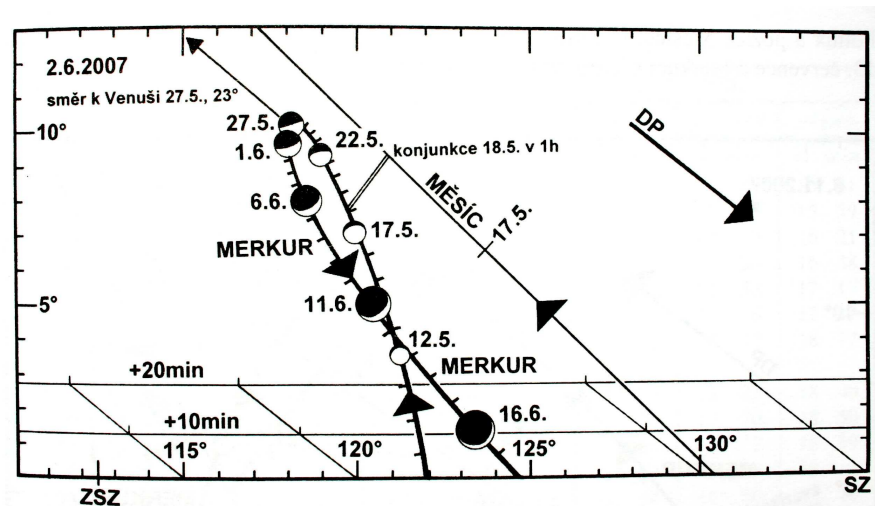 2.6.2007
směr k Venuši 27.5., 23°
10°
27.5.
1.6.
22.5.
konjunkce 18.5. v 1h
DP
6.6.
MĚSÍC
17.5.
17.5.
MERKUR
5°
11.6.
12.5.
MERKUR
+20min
16.6.
+10min
115°
120°
125°
130°
ZSZ
SZ